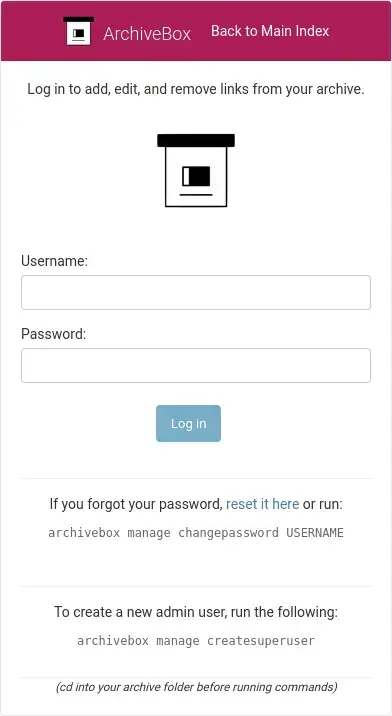 ArchiveBox Back to Main Index
Log in to add, edit, and remove links from your archive.
Username:
Password:
Log in
If you forgot your password, reset it here or run:
archivebox manage changepassword USERNAME
To create a new admin user, run the following:
archivebox manage createsuperuser
(cd into your archive folder before running commands)